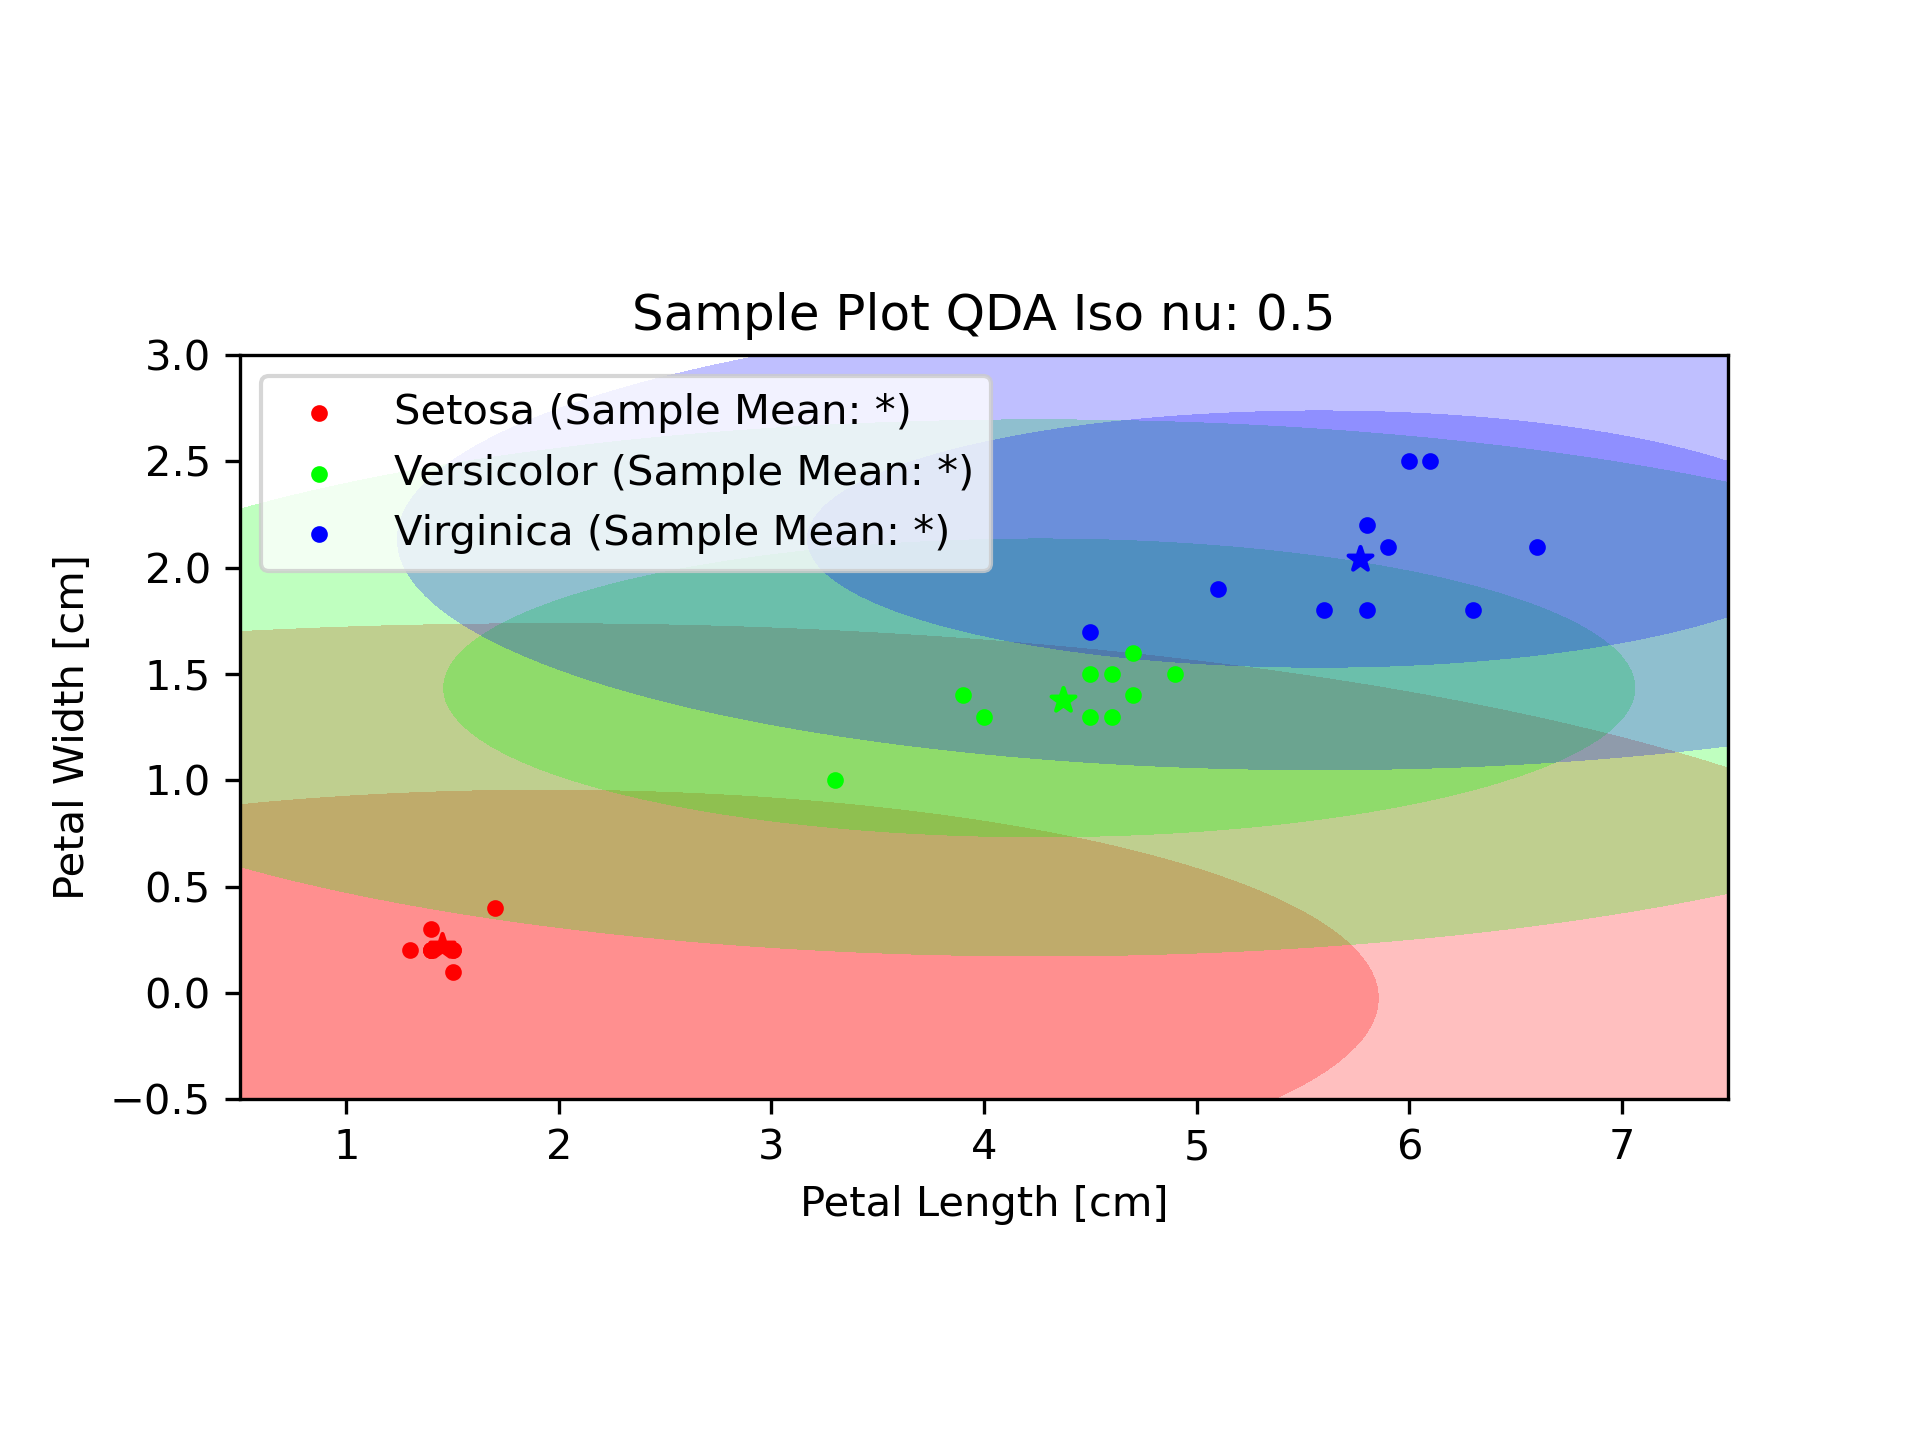 Sample Plot QDA Iso nu: 0.5
3.0
2.5
2.0
1.5
1.0
0.5
0.0
−0.5
Petal Width [cm]
Setosa (Sample Mean: *)
Versicolor (Sample Mean: *)
Virginica (Sample Mean: *)
1 2 3 4 5 6 7
Petal Length [cm]